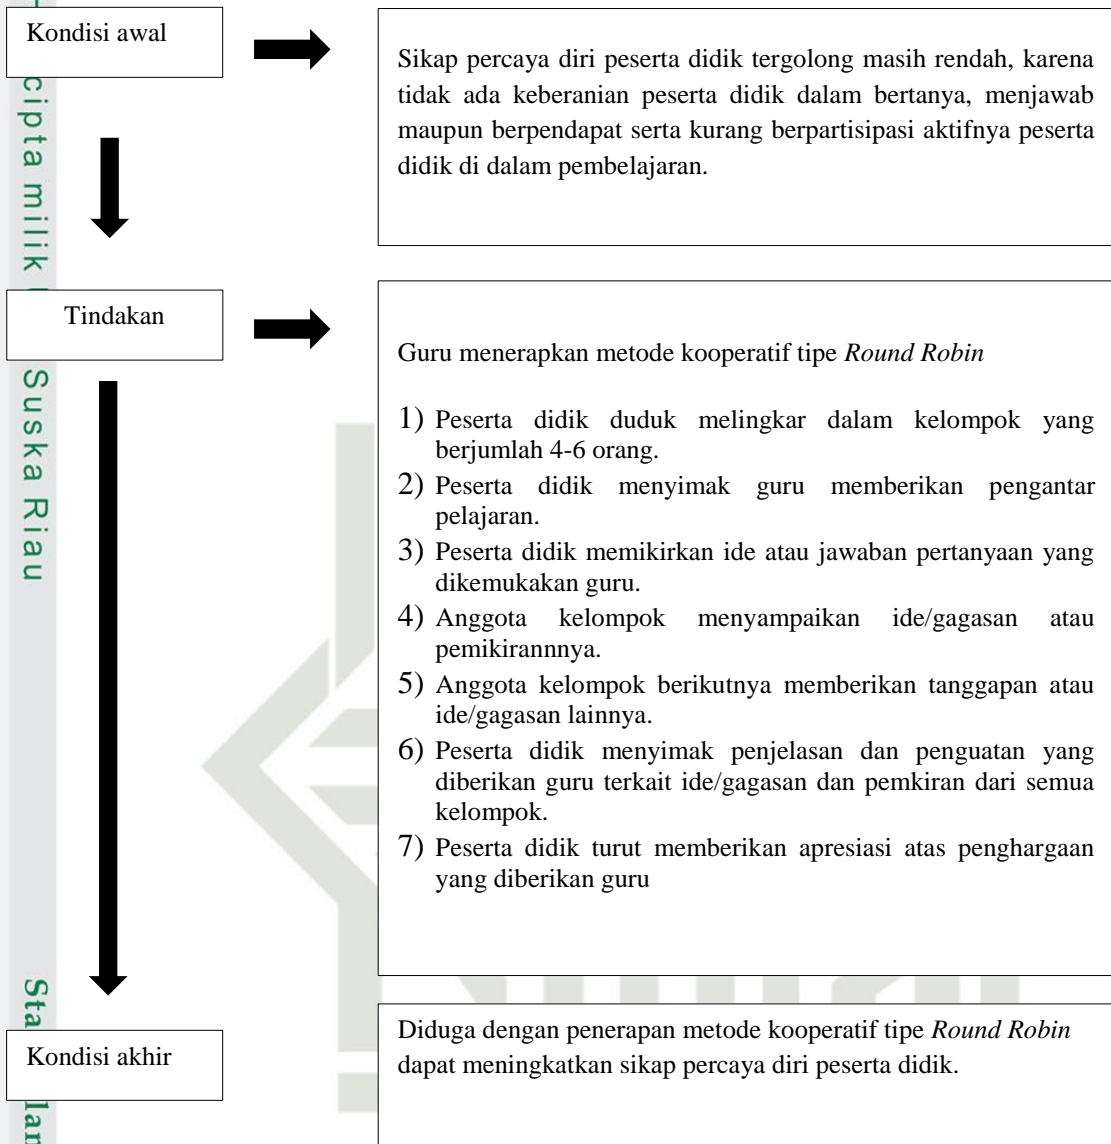 Kondisi awal
Sikap percaya diri peserta didik tergolong masih rendah, karena
tidak ada keberanian peserta didik dalam bertanya, menjawab
maupun berpendapat serta kurang berpartisipasi aktifnya peserta
didik di dalam pembelajaran.
Tindakan
Guru menerapkan metode kooperatif tipe Round Robin
1) Peserta didik duduk melingkar dalam kelompok yang
berjumlah 4-6 orang.
2) Peserta didik menyimak guru memberikan pengantar
pelajaran.
3) Peserta didik memikirkan ide atau jawaban pertanyaan yang
dikemukakan guru.
4) Anggota kelompok menyampaikan ide/gagasan atau
pemikirannnya.
5) Anggota kelompok berikutnya memberikan tanggapan atau
ide/gagasan lainnya.
6) Peserta didik menyimak penjelasan dan penguatan yang
diberikan guru terkait ide/gagasan dan pemkiran dari semua
kelompok.
7) Peserta didik turut memberikan apresiasi atas penghargaan
yang diberikan guru
Kondisi akhir
Diduga dengan penerapan metode kooperatif tipe Round Robin
dapat meningkatkan sikap percaya diri peserta didik.
cipta milik
Suska Riau